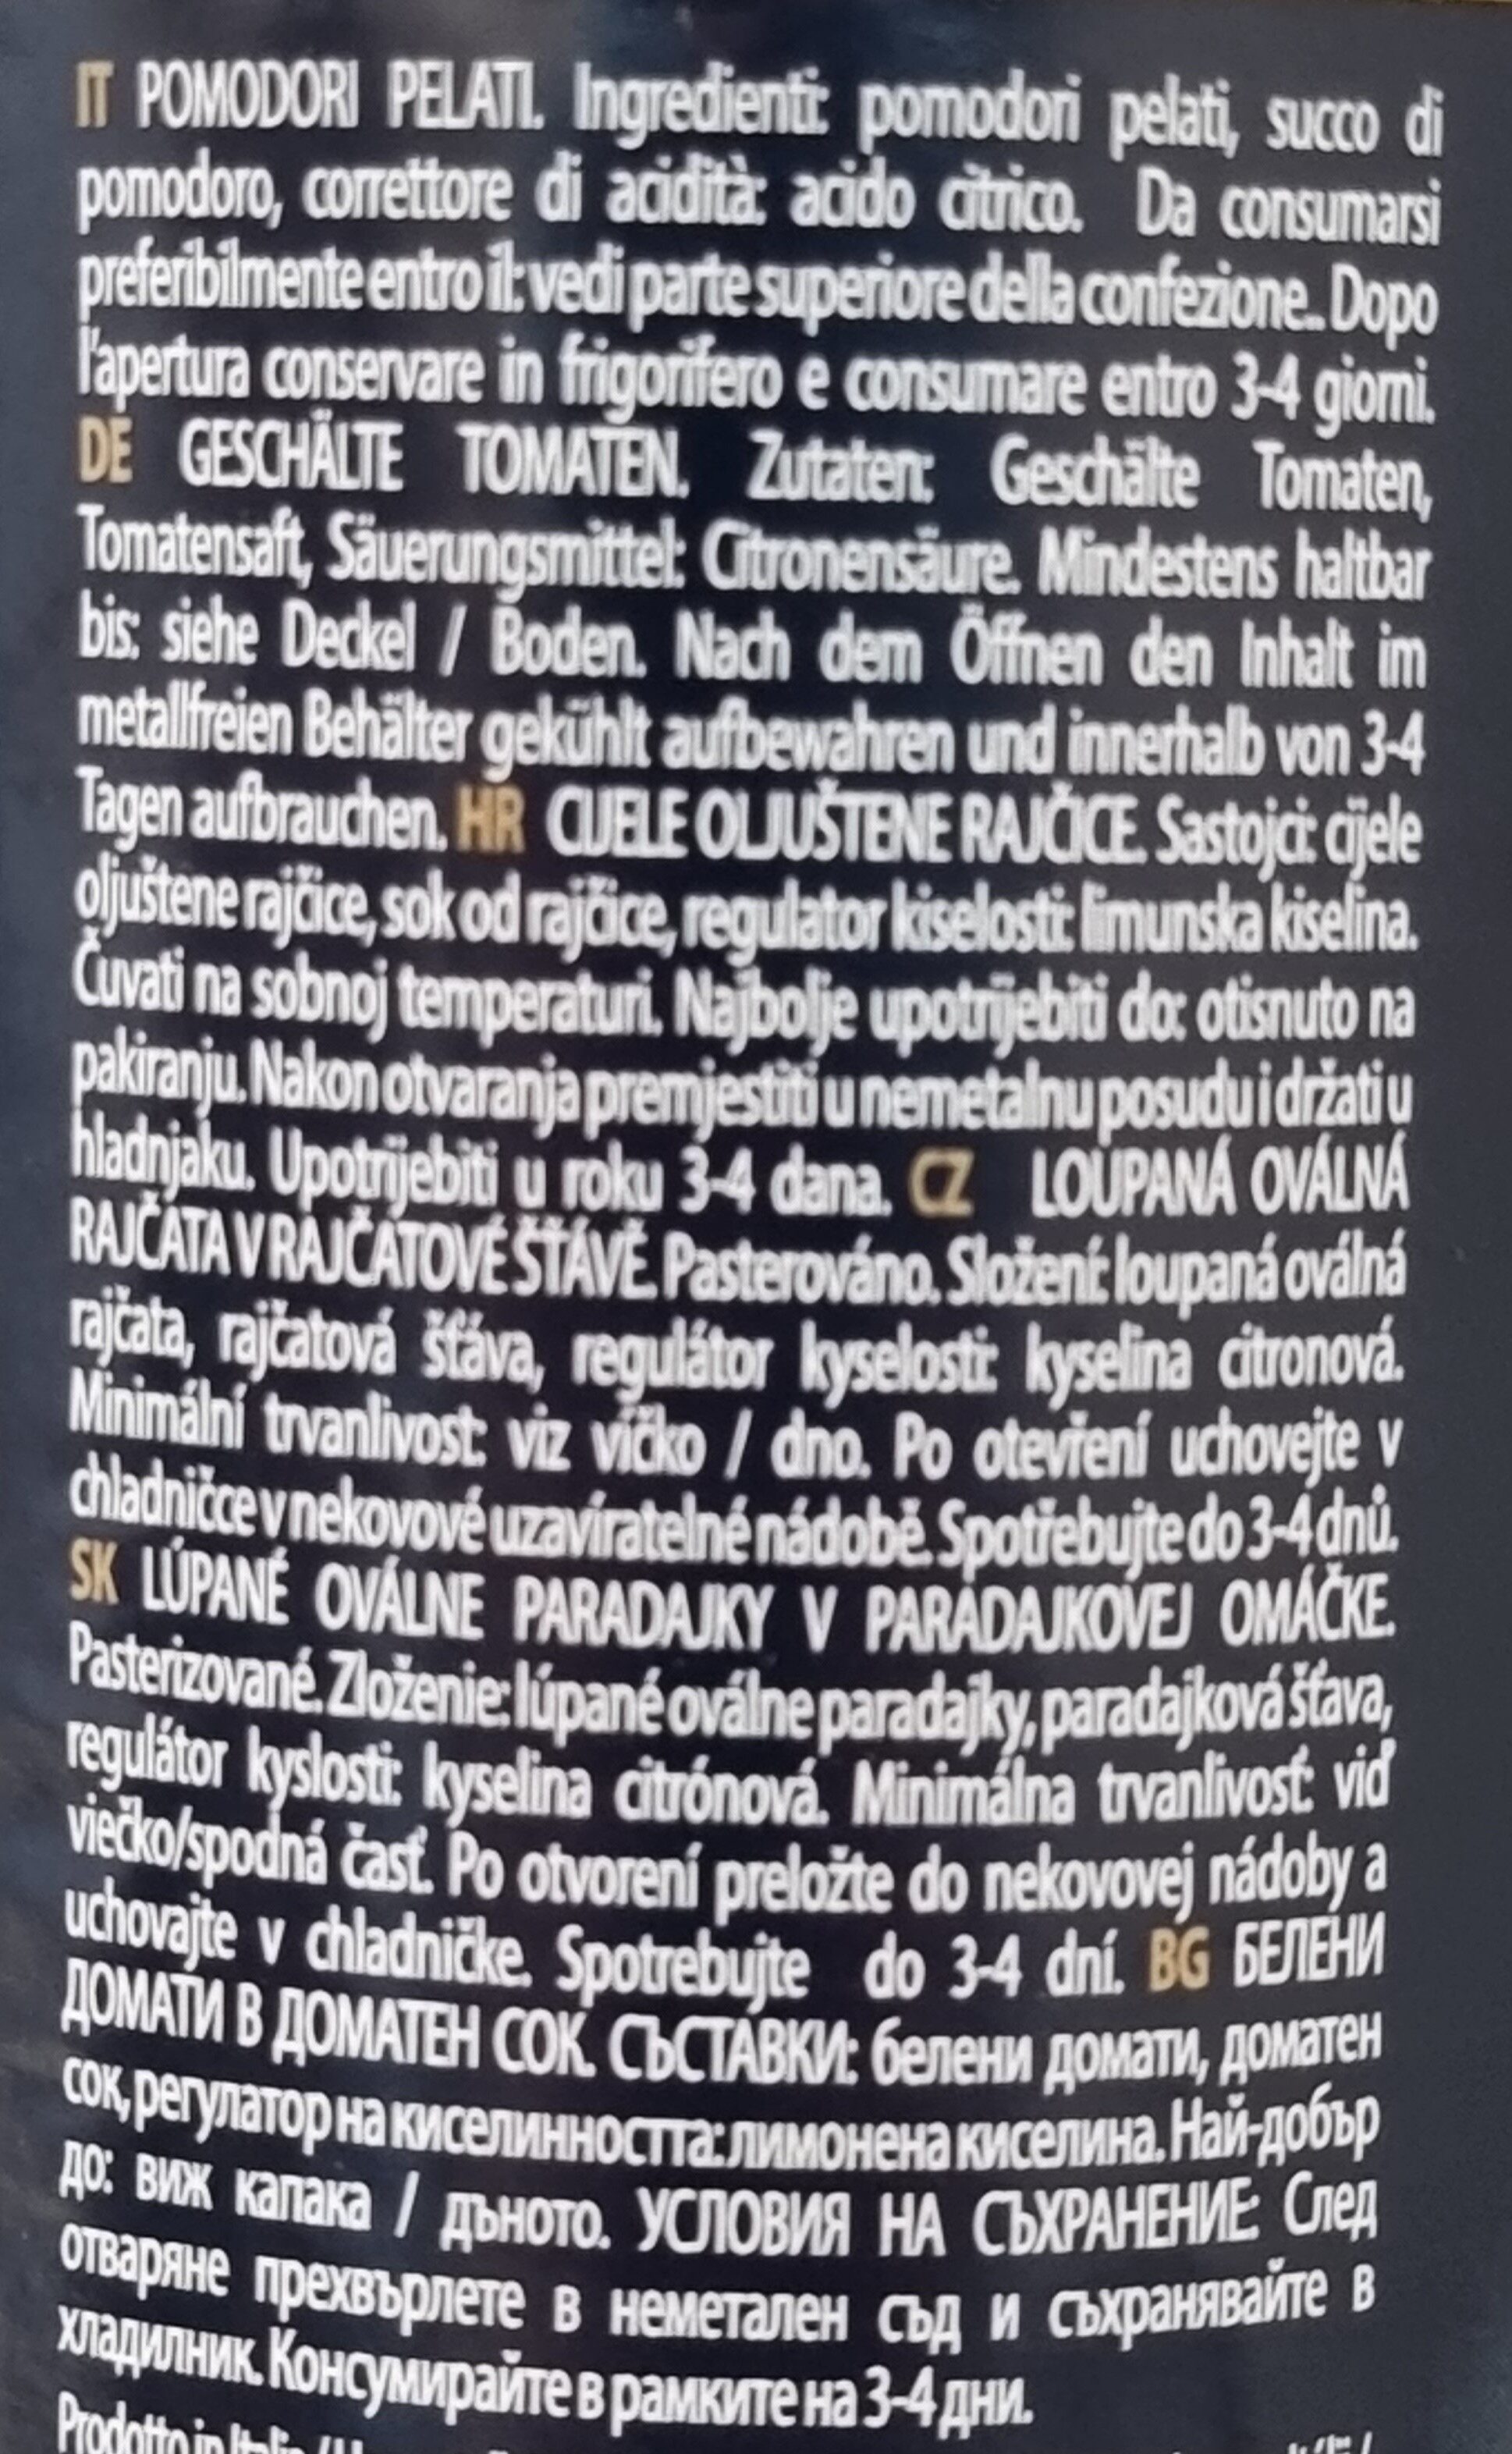 IT POMODORI PELATI. Ingredienti: pomodori pelati, succo di
pomodoro, correttore di acidità: acido citrico. Da consumarsi
preferibilmente entro il: vedi parte superiore della confezione.. Dopo
l'apertura conservare in frigorifero e consumare entro 3-4 giorni.
DE GESCHÄLTE TOMATEN. Zutaten: Geschälte Tomaten,
Tomatensaft, Säuerungsmittel: Citronensäure. Mindestens haltbar
bis: siehe Deckel / Boden. Nach dem Öffnen den Inhalt im
metallfreien Behälter gekühlt aufbewahren und innerhalb von 3-4
Tagen aufbrauchen. HR CIJELE OLJUŠTENE RAJČICE. Sastojci: cijele
oljuštene rajčice, sok od rajčice, regulator kiselosti: limunska kiselina.
Čuvati na sobnoj temperaturi. Najbolje upotrijebiti do: otisnuto na
pakiranju. Nakon otvaranja premjestiti u nemetalnu posudu i držati u
hladnjaku. Upotrijebiti u roku 3-4 dana. CZ LOUPANÁ OVÁLNÁ
RAJČATA V RAJČATOVÉ ŠŤÁVĚ. Pasterováno. Složení: loupaná oválná
rajčata, rajčatová šťáva, regulátor kyselosti: kyselina citronová.
Minimální trvanlivost: viz víčko / dno. Po otevření uchovejte v
chladničce v nekovové uzavíratelné nádobě. Spotřebujte do 3-4 dnů.
SK LÚPANÉ OVÁLNE PARADAJKY V PARADAJKOVEJ OMÁČKE.
Pasterizované. Zloženie: lúpané oválne paradajky, paradajková šťava,
regulátor kyslosti: kyselina citrónová. Minimálna trvanlivosť: viď
viečko/spodná časť. Po otvorení preložte do nekovovej nádoby a
uchovajte v chladničke. Spotrebujte do 3-4 dní. BG БЕЛЕНИ
ДОМАТИ В ДОМАТЕН СОК. СЪСТАВКИ: белени домати, доматен
сок, регулатор на киселинността: лимонена киселина. Най-добър
до: виж капака / дъното. УСЛОВИЯ НА СЪХРАНЕНИЕ: След
отваряне прехвърлете в неметален съд и съхранявайте в
хладилник. Консумирайте в рамките на 3-4 дни.
Prodotto in Italia /